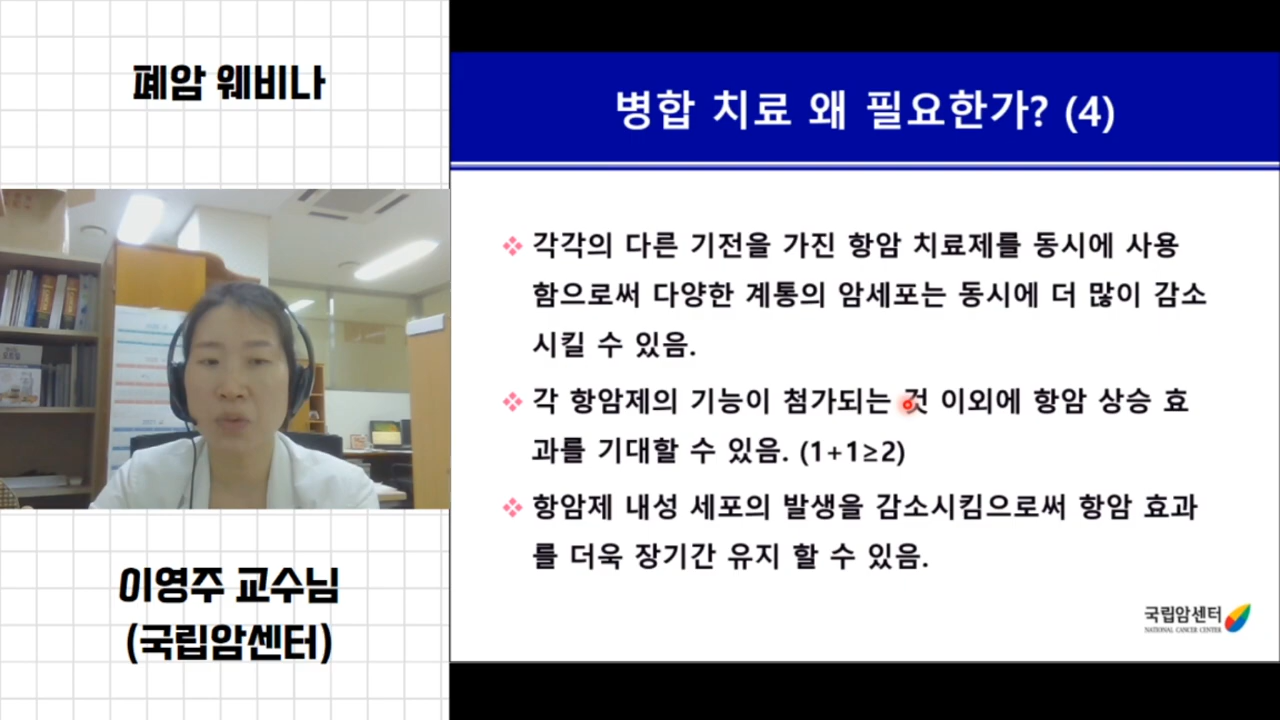 폐암 웨비나
이영주 교수님
(국립암센터)
병합 치료 왜 필요한가? (4)
각각의 다른 기전을 가진 항암 치료제를 동시에 사용
함으로써 다양한 계통의 암세포는 동시에 더 많이 감소
시킬 수 있음.
각 항암제의 기능이 첨가되는 것 이외에 항암 상승 효
과를 기대할 수 있음. (1+1≥2)
항암제 내성 세포의 발생을 감소시킴으로써 항암 효과
를 더욱 장기간 유지 할 수 있음.
국립암센터
NATIONAL CANCER CENTER